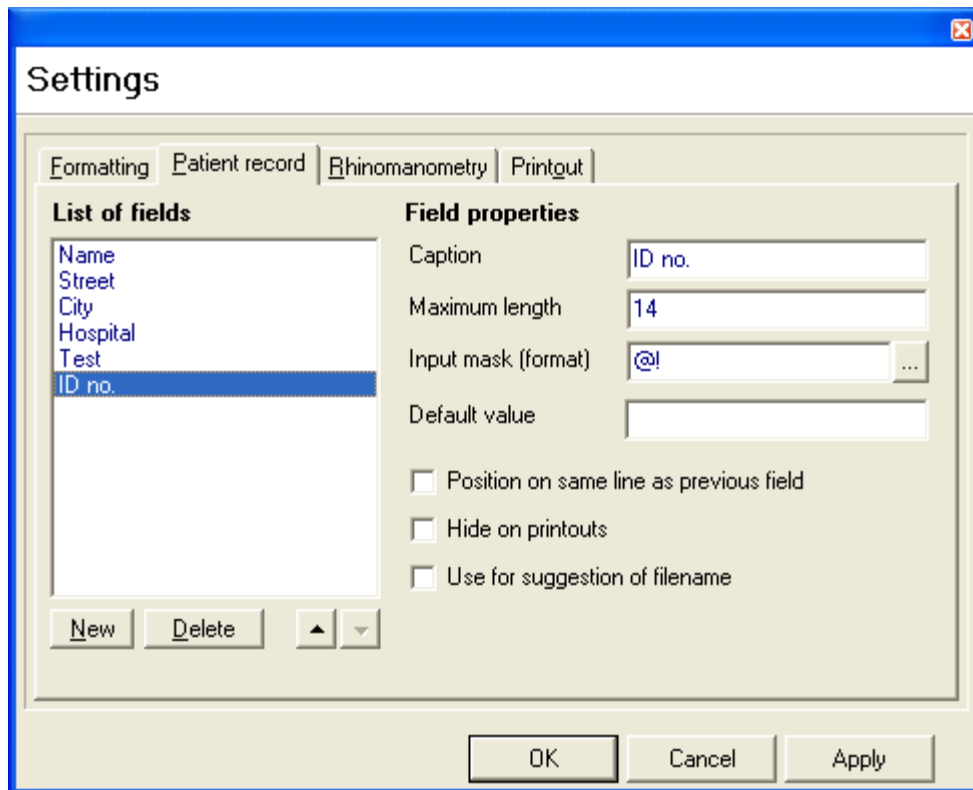 Settings
Formatting Patient record Rhinomanometry Printout
List of fields
Name
Street
City
Hospital
Test
ID no.
New Delete
Field properties
Caption ID no.
Maximum length 14
Input mask (format) @! ...
Default value
Position on same line as previous field
Hide on printouts
Use for suggestion of filename
OK Cancel Apply